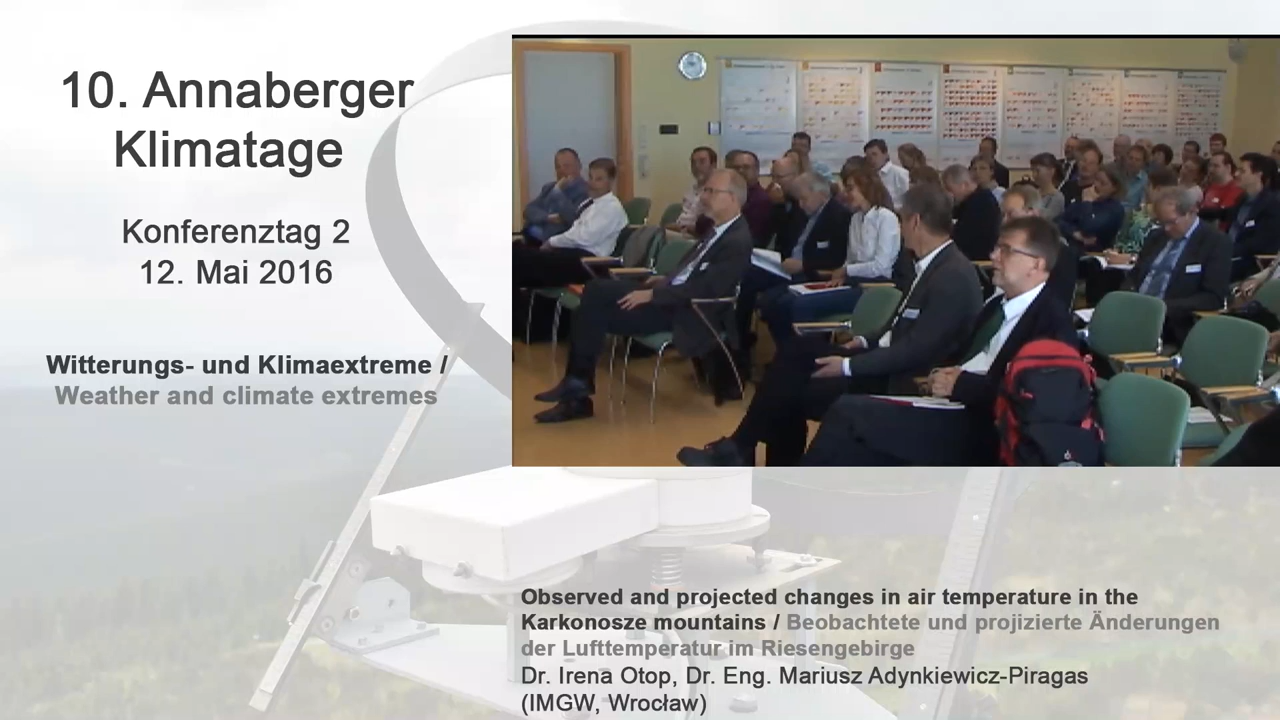 10. Annaberger
Klimatage
Konferenztag 2
12. Mai 2016
Witterungs- und Klimaextreme /
Weather and climate extremes
Observed and projected changes in air temperature in the
Karkonosze mountains / Beobachtete und projizierte Änderungen
der Lufttemperatur im Riesengebirge
Dr. Irena Otop, Dr. Eng. Mariusz Adynkiewicz-Piragas
(IMGW, Wrocław)